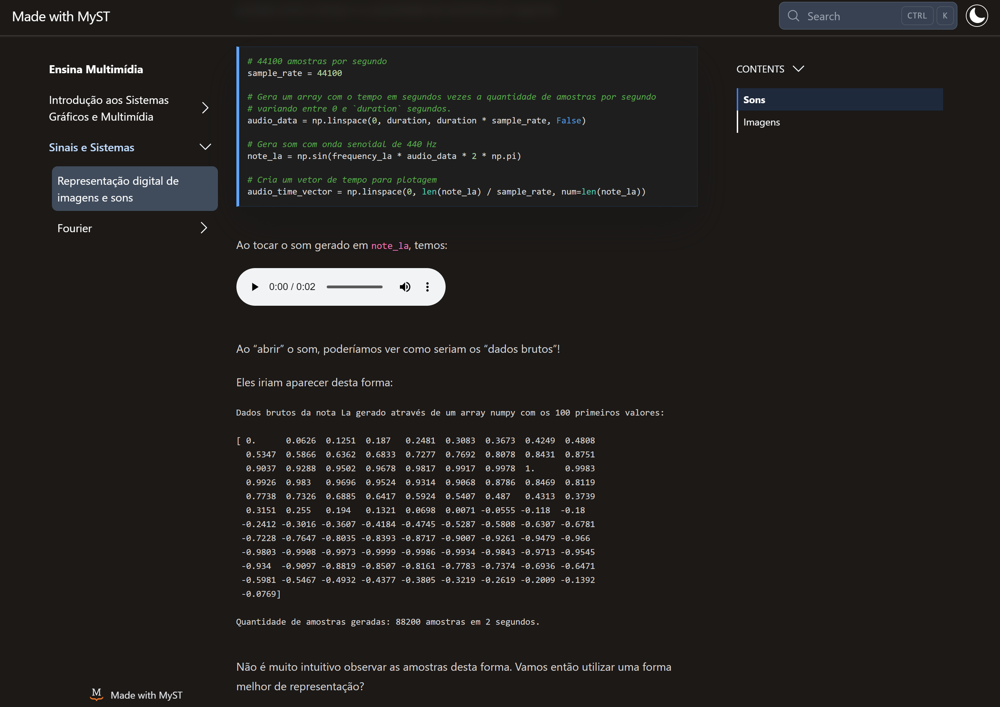 Made with MyST
Search
CTRL
K
Ensina Multimídia
Introdução aos Sistemas
Gráficos e Multimídia
Sinais e Sistemas
Representação digital de
imagens e sons
Fourier
# 44100 amostras por segundo
sample_rate = 44100
# Gera um array com o tempo em segundos vezes a quantidade de amostras por segundo
# variando entre 0 e `duration` segundos.
audio_data = np.linspace(0, duration, duration * sample_rate, False)
# Gera som com onda senoidal de 440 Hz
note_la = np.sin(frequency_la * audio_data * 2 * np.pi)
# Cria um vetor de tempo para plotagem
audio_time_vector = np.linspace(0, len(note_la) / sample_rate, num=len(note_la))
Ao tocar o som gerado em note_la, temos:
0:00 / 0:02
Ao “abrir” o som, poderíamos ver como seriam os “dados brutos”!
Eles iriam aparecer desta forma:
Dados brutos da nota La gerado através de um array numpy com os 100 primeiros valores:
[ 0.      0.0626  0.1251  0.187   0.2481  0.3083  0.3673  0.4249  0.4808
  0.5347  0.5866  0.6362  0.6833  0.7277  0.7692  0.8078  0.8431  0.8751
  0.9037  0.9288  0.9502  0.9678  0.9817  0.9917  0.9978  1.      0.9983
  0.9926  0.983   0.9696  0.9524  0.9314  0.9068  0.8786  0.8469  0.8119
  0.7738  0.7326  0.6885  0.6417  0.5924  0.5407  0.487   0.4313  0.3739
  0.3151  0.255   0.194   0.1321  0.0698  0.0071 -0.0555 -0.118  -0.18
 -0.2412 -0.3016 -0.3607 -0.4184 -0.4745 -0.5287 -0.5808 -0.6307 -0.6781
 -0.7228 -0.7647 -0.8035 -0.8393 -0.8717 -0.9007 -0.9261 -0.9479 -0.966
 -0.9803 -0.9908 -0.9973 -0.9999 -0.9986 -0.9934 -0.9843 -0.9713 -0.9545
 -0.934  -0.9097 -0.8819 -0.8507 -0.8161 -0.7783 -0.7374 -0.6936 -0.6471
 -0.5981 -0.5467 -0.4932 -0.4377 -0.3805 -0.3219 -0.2619 -0.2009 -0.1392
 -0.0769]
Quantidade de amostras geradas: 88200 amostras em 2 segundos.
Não é muito intuitivo observar as amostras desta forma. Vamos então utilizar uma forma
melhor de representação?
CONTENTS
Sons
Imagens
M
Made with MyST